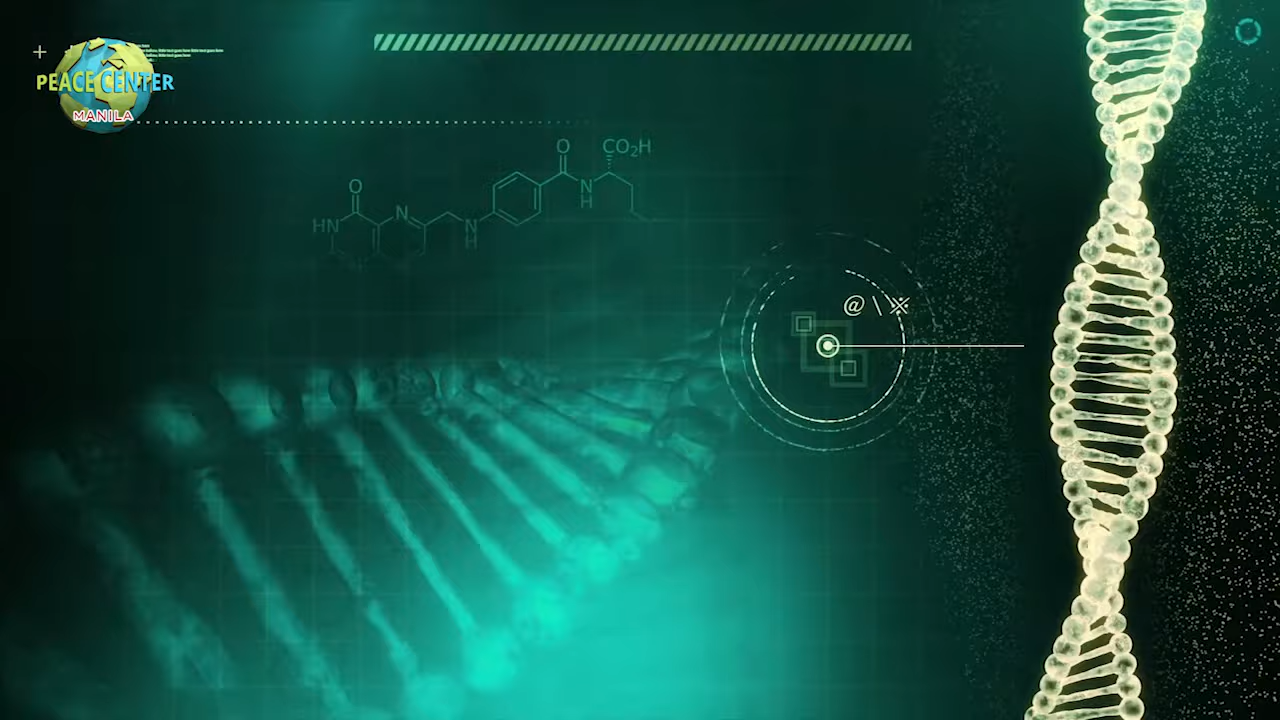 PEACE CENTER
MANILA
O
CO₂H
O
N
H
HN
N
N
H
@ \ ※